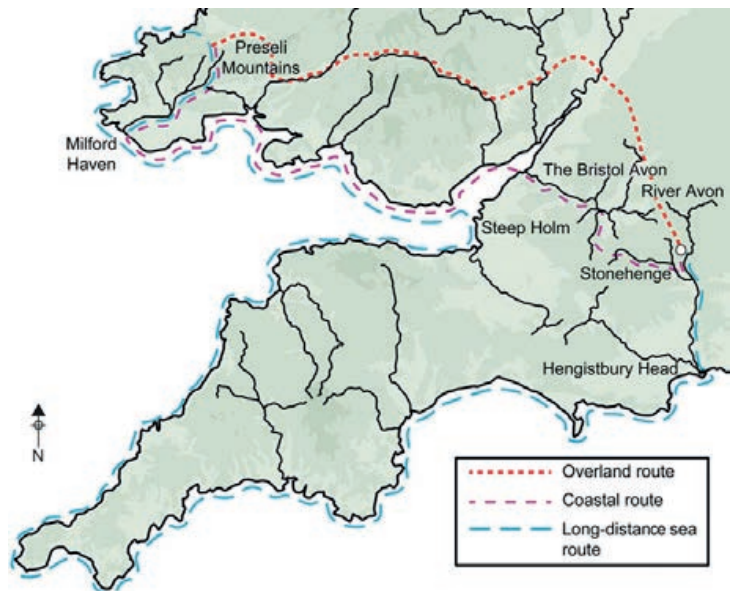 Preseli
Mountains
Milford
Haven
The Bristol Avon
River Avon
Steep Holm
Stonehenge
Hengistbury Head
N
Overland route
Coastal route
Long-distance sea
route